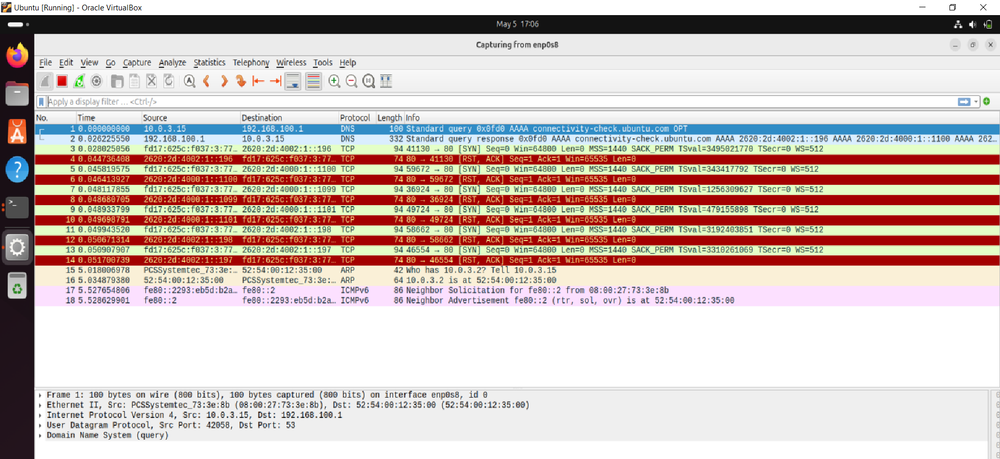 Ubuntu [Running] - Oracle VirtualBox
May 5 17:06
Capturing from enp0s8
File Edit View Go Capture Analyze Statistics Telephony Wireless Tools Help
Apply a display filter … <Ctrl-/>
No. Time Source Destination Protocol Length Info
1 0.000000000 10.0.3.15 192.168.100.1 DNS 100 Standard query 0x0fd0 AAAA connectivity-check.ubuntu.com OPT
2 0.026225550 192.168.100.1 10.0.3.15 DNS 332 Standard query response 0x0fd0 AAAA connectivity-check.ubuntu.com AAAA 2620:2d:4002:1::196 AAAA 2620:2d:4000:1::1100 AAAA 262…
3 0.028025056 fd17:625c:f037:3:77… 2620:2d:4002:1::196 TCP 94 41130 → 80 [SYN] Seq=0 Win=64800 Len=0 MSS=1440 SACK_PERM TSval=3495021770 TSecr=0 WS=512
4 0.044736408 2620:2d:4002:1::196 fd17:625c:f037:3:77… TCP 74 80 → 41130 [RST, ACK] Seq=1 Ack=1 Win=65535 Len=0
5 0.045819575 fd17:625c:f037:3:77… 2620:2d:4000:1::1100 TCP 94 59672 → 80 [SYN] Seq=0 Win=64800 Len=0 MSS=1440 SACK_PERM TSval=343417792 TSecr=0 WS=512
6 0.046413927 2620:2d:4000:1::1100 fd17:625c:f037:3:77… TCP 74 80 → 59672 [RST, ACK] Seq=1 Ack=1 Win=65535 Len=0
7 0.048117855 fd17:625c:f037:3:77… 2620:2d:4000:1::1099 TCP 94 36924 → 80 [SYN] Seq=0 Win=64800 Len=0 MSS=1440 SACK_PERM TSval=1256309627 TSecr=0 WS=512
8 0.048680705 2620:2d:4000:1::1099 fd17:625c:f037:3:77… TCP 74 80 → 36924 [RST, ACK] Seq=1 Ack=1 Win=65535 Len=0
9 0.048933799 fd17:625c:f037:3:77… 2620:2d:4000:1::1101 TCP 94 49724 → 80 [SYN] Seq=0 Win=64800 Len=0 MSS=1440 SACK_PERM TSval=479155898 TSecr=0 WS=512
10 0.049698791 2620:2d:4000:1::1101 fd17:625c:f037:3:77… TCP 74 80 → 49724 [RST, ACK] Seq=1 Ack=1 Win=65535 Len=0
11 0.049943520 fd17:625c:f037:3:77… 2620:2d:4002:1::198 TCP 94 58662 → 80 [SYN] Seq=0 Win=64800 Len=0 MSS=1440 SACK_PERM TSval=3192403851 TSecr=0 WS=512
12 0.050671314 2620:2d:4002:1::198 fd17:625c:f037:3:77… TCP 74 80 → 58662 [RST, ACK] Seq=1 Ack=1 Win=65535 Len=0
13 0.050907907 fd17:625c:f037:3:77… 2620:2d:4002:1::197 TCP 94 46554 → 80 [SYN] Seq=0 Win=64800 Len=0 MSS=1440 SACK_PERM TSval=3310261069 TSecr=0 WS=512
14 0.051700739 2620:2d:4002:1::197 fd17:625c:f037:3:77… TCP 74 80 → 46554 [RST, ACK] Seq=1 Ack=1 Win=65535 Len=0
15 5.018006978 PCSSystemtec_73:3e:… 52:54:00:12:35:00 ARP 42 Who has 10.0.3.2? Tell 10.0.3.15
16 5.034879380 52:54:00:12:35:00 PCSSystemtec_73:3e:… ARP 64 10.0.3.2 is at 52:54:00:12:35:00
17 5.527654806 fe80::2293:eb5d:b2a… fe80::2 ICMPv6 86 Neighbor Solicitation for fe80::2 from 08:00:27:73:3e:8b
18 5.528629901 fe80::2 fe80::2293:eb5d:b2a… ICMPv6 86 Neighbor Advertisement fe80::2 (rtr, sol, ovr) is at 52:54:00:12:35:00
Frame 1: 100 bytes on wire (800 bits), 100 bytes captured (800 bits) on interface enp0s8, id 0
Ethernet II, Src: PCSSystemtec_73:3e:8b (08:00:27:73:3e:8b), Dst: 52:54:00:12:35:00 (52:54:00:12:35:00)
Internet Protocol Version 4, Src: 10.0.3.15, Dst: 192.168.100.1
User Datagram Protocol, Src Port: 42058, Dst Port: 53
Domain Name System (query)